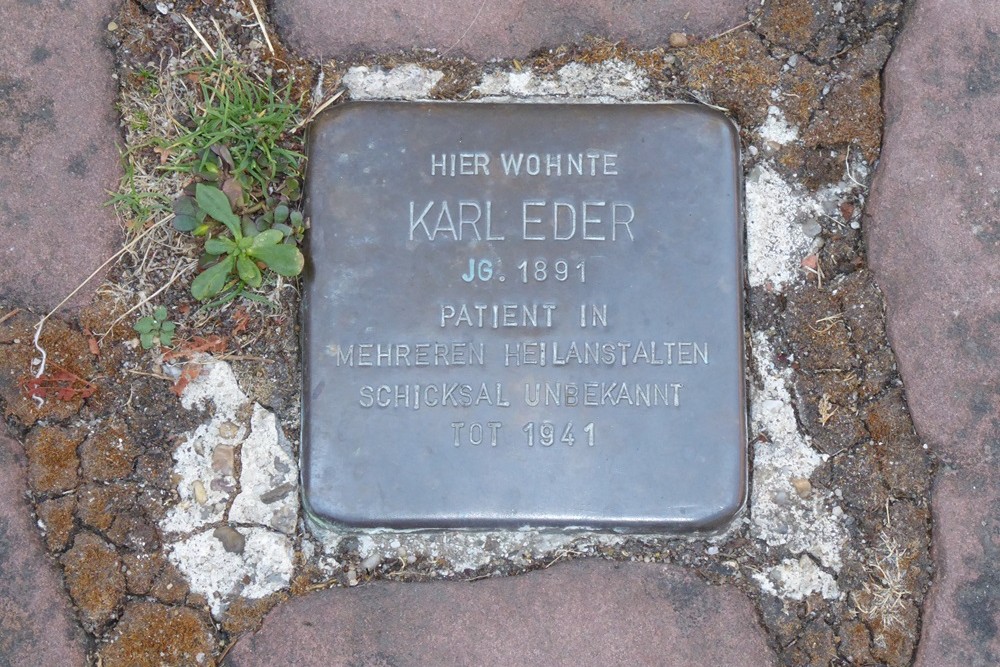 HIER WOHNTE
KARL EDER
JG. 1891
PATIENT IN
MEHREREN HEILANSTALTEN
SCHICKSAL UNBEKANNT
TOT 1941